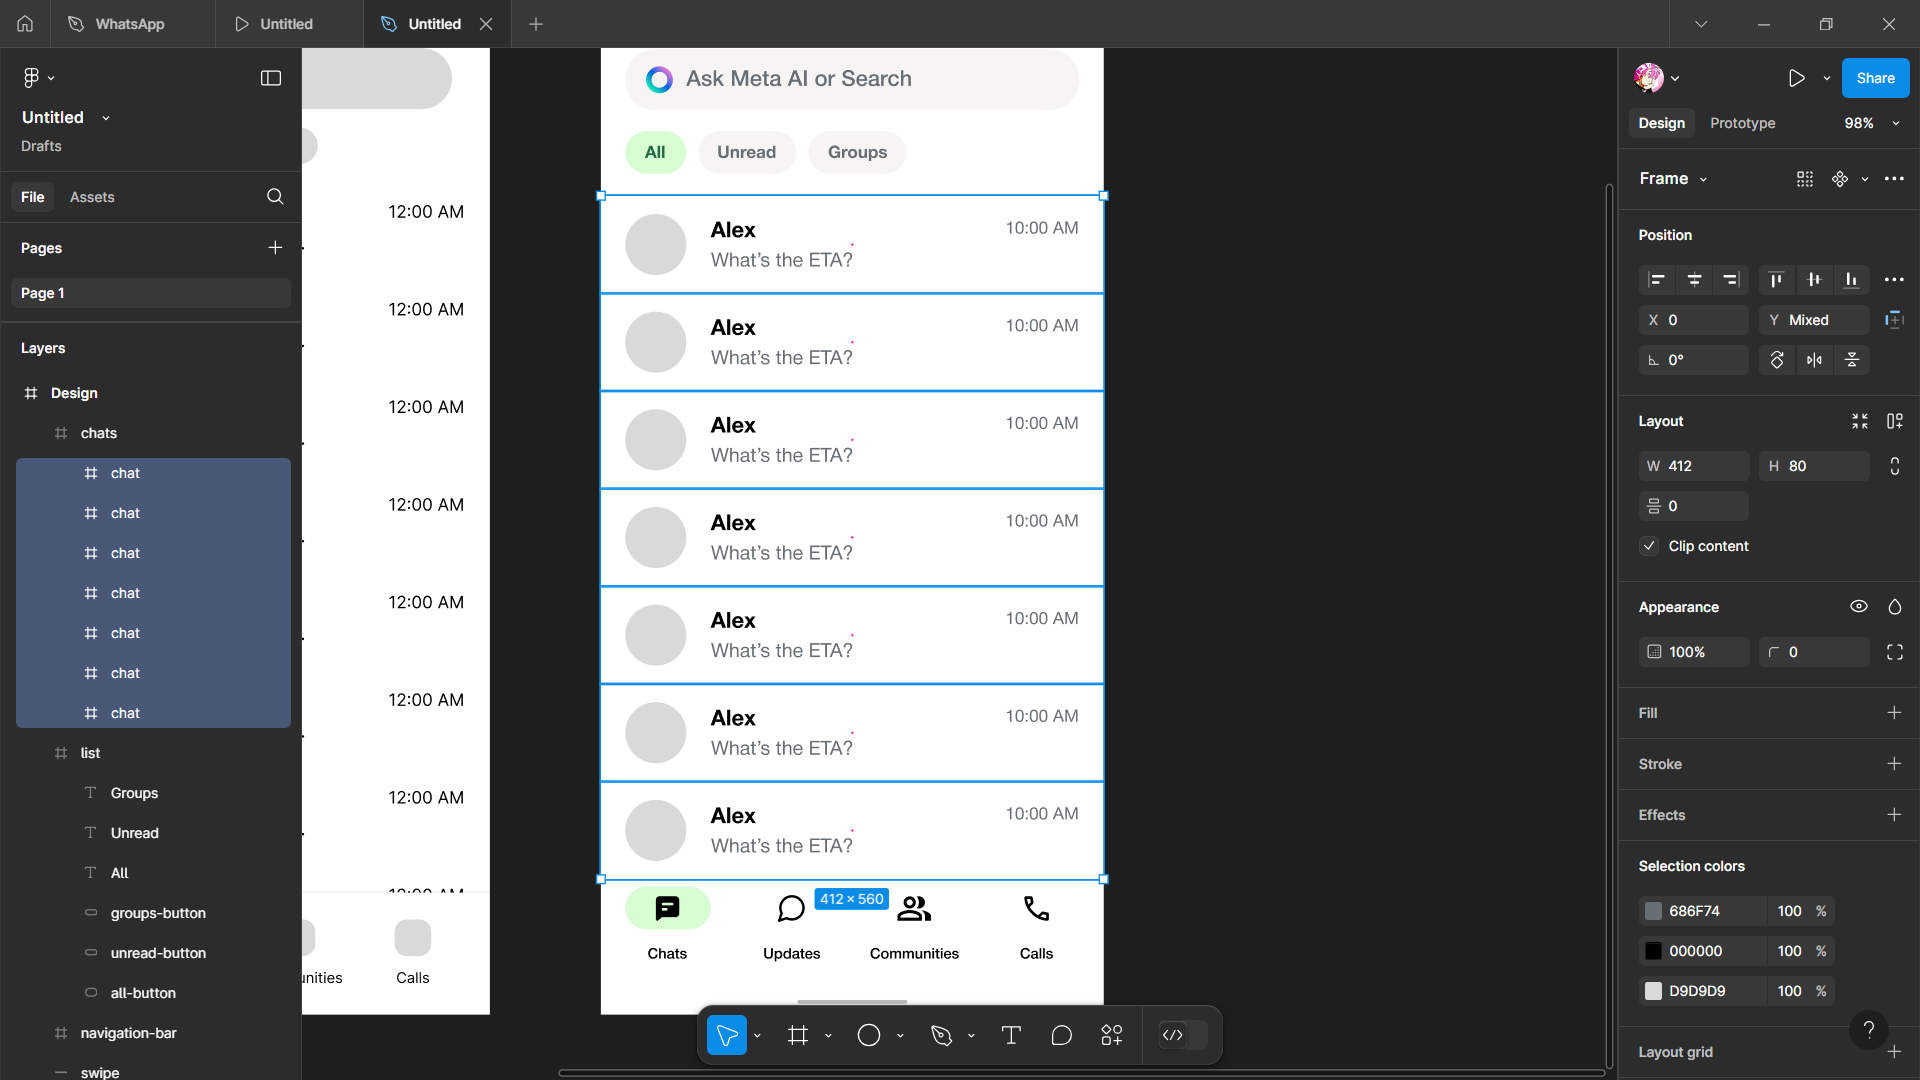 WhatsApp
Untitled
Untitled
Untitled
Drafts
File
Assets
Pages
Page 1
Layers
Design
chats
chat
chat
chat
chat
chat
chat
chat
list
Groups
Unread
All
groups-button
unread-button
all-button
navigation-bar
swipe
12:00 AM
12:00 AM
12:00 AM
12:00 AM
12:00 AM
12:00 AM
12:00 AM
12:00 AM
unities
Calls
Ask Meta AI or Search
All
Unread
Groups
Alex
10:00 AM
What’s the ETA?
Alex
10:00 AM
What’s the ETA?
Alex
10:00 AM
What’s the ETA?
Alex
10:00 AM
What’s the ETA?
Alex
10:00 AM
What’s the ETA?
Alex
10:00 AM
What’s the ETA?
Alex
10:00 AM
What’s the ETA?
412 × 560
Chats
Updates
Communities
Calls
Share
Design
Prototype
98%
Frame
Position
X 0
Y Mixed
0°
Layout
W 412
H 80
0
Clip content
Appearance
100%
0
Fill
Stroke
Effects
Selection colors
686F74 100 %
000000 100 %
D9D9D9 100 %
?
Layout grid